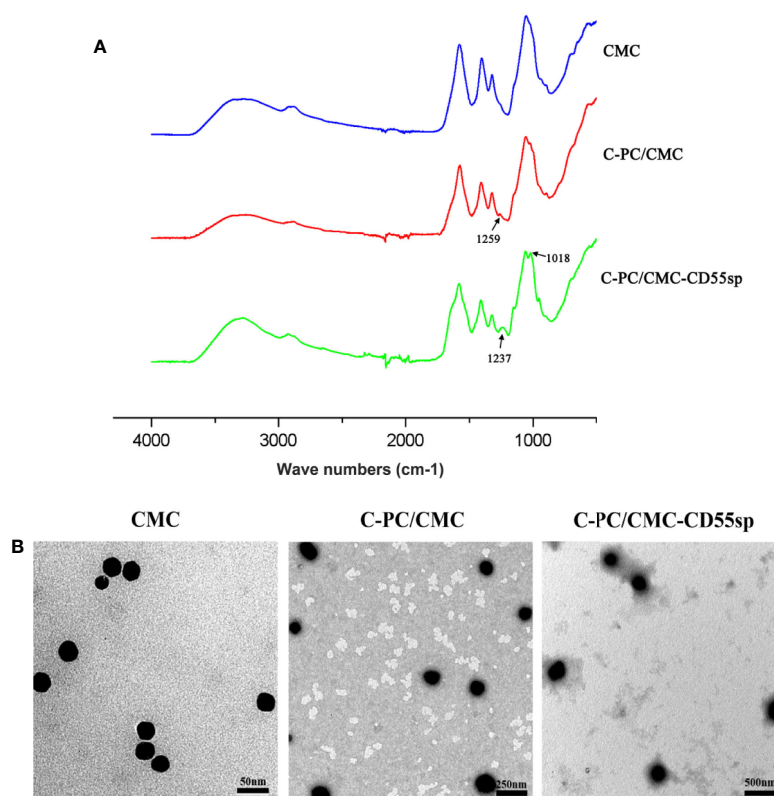 A
CMC
C-PC/CMC
1259
1018
C-PC/CMC-CD55sp
1237
4000 3000 2000 1000
Wave numbers (cm-1)
B
CMC C-PC/CMC C-PC/CMC-CD55sp
50nm 250nm 500nm